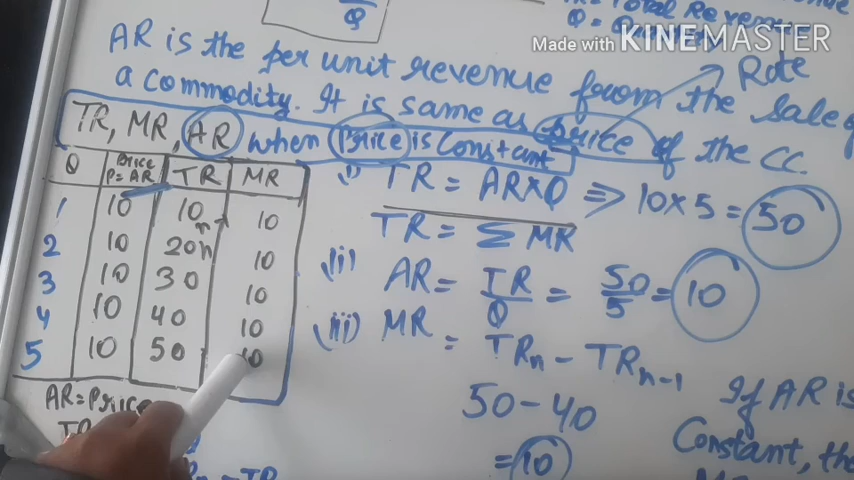 Q
Made with KINEMASTER
AR is the per unit revenue from the sale of
Rate
a commodity. It is same as price of the CC.
TR, MR, AR when price is constant
Q Price P=AR TR MR
1 10 10 10
2 10 20 10
3 10 30 10
4 10 40 10
5 10 50 10
i) TR = AR×Q ⇒ 10×5 = 50
TR = Σ MR
(ii) AR = TR/Q = 50/5 = 10
(iii) MR = TRn - TRn-1
50-40
= 10
If AR is
Constant, the
AR=Price